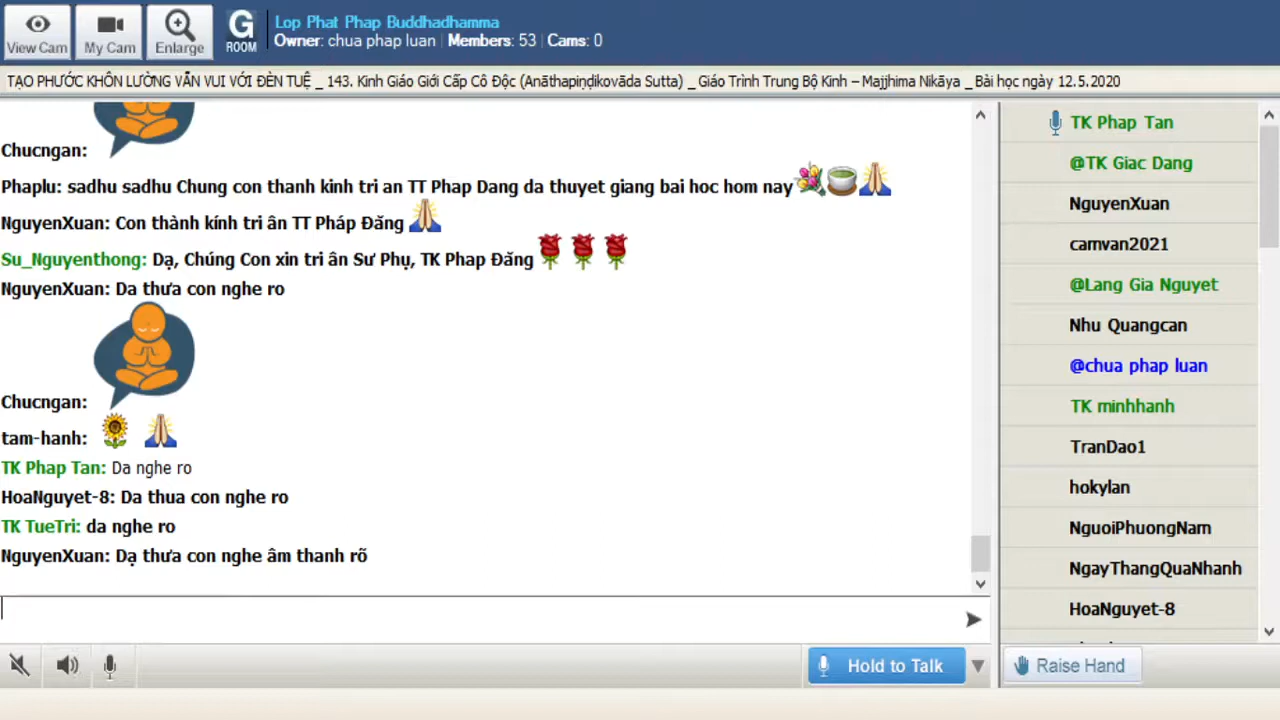 View Cam
My Cam
Enlarge
G
ROOM
Lop Phat Phap Buddhadhamma
Owner: chua phap luan | Members: 53 | Cams: 0
TẠO PHƯỚC KHÔN LƯỜNG VẪN VUI VỚI ĐÈN TUỆ _ 143. Kinh Giáo Giới Cấp Cô Độc (Anāthapiṇḍikovāda Sutta) _ Giáo Trình Trung Bộ Kinh – Majjhima Nikāya _ Bài học ngày 12.5.2020
Chucngan:
Phaplu: sadhu sadhu Chung con thanh kinh tri an TT Phap Dang da thuyet giang bai hoc hom nay
NguyenXuan: Con thành kính tri ân TT Pháp Đăng
Su_Nguyenthong: Dạ, Chúng Con xin tri ân Sư Phụ, TK Phap Đăng
NguyenXuan: Da thưa con nghe ro
Chucngan:
tam-hanh:
TK Phap Tan: Da nghe ro
HoaNguyet-8: Da thua con nghe ro
TK TueTri: da nghe ro
NguyenXuan: Dạ thưa con nghe âm thanh rõ
Hold to Talk
TK Phap Tan
@TK Giac Dang
NguyenXuan
camvan2021
@Lang Gia Nguyet
Nhu Quangcan
@chua phap luan
TK minhhanh
TranDao1
hokylan
NguoiPhuongNam
NgayThangQuaNhanh
HoaNguyet-8
Raise Hand